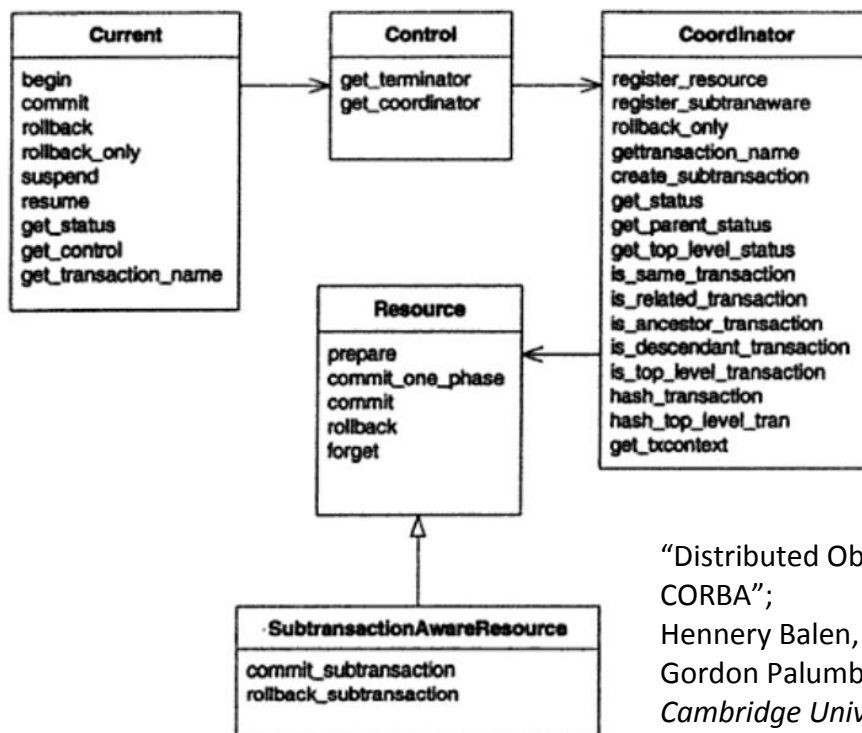 Current
begin
commit
rollback
rollback_only
suspend
resume
get_status
get_control
get_transaction_name
Control
get_terminator
get_coordinator
Coordinator
register_resource
register_subtranaware
rollback_only
gettransaction_name
create_subtransaction
get_status
get_parent_status
get_top_level_status
is_same_transaction
is_related_transaction
is_ancestor_transaction
is_descendant_transaction
is_top_level_transaction
hash_transaction
hash_top_level_tran
get_txcontext
Resource
prepare
commit_one_phase
commit
rollback
forget
SubtransactionAwareResource
commit_subtransaction
rollback_subtransaction
“Distributed Ob
CORBA”;
Hennery Balen,
Gordon Palumb
Cambridge Univ